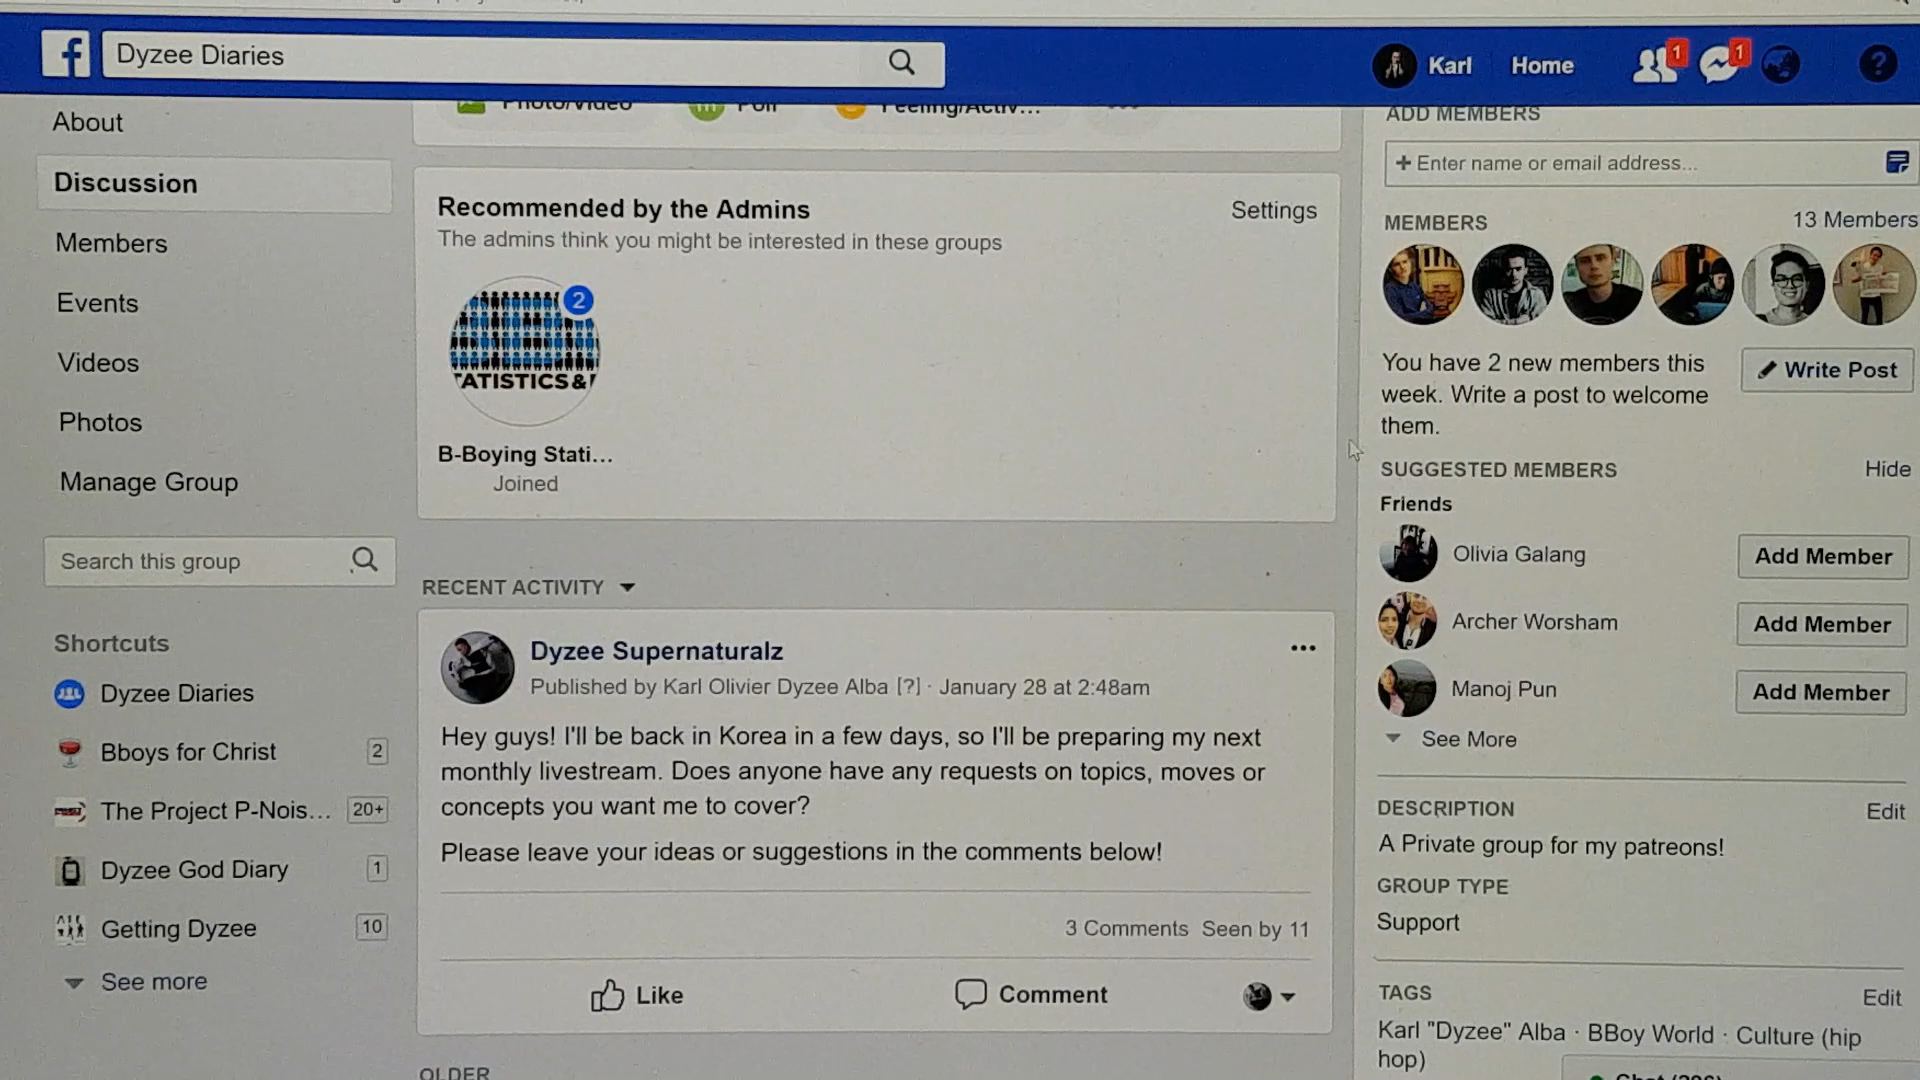 Dyzee Diaries
Karl
Home
1
1
?
About
Discussion
Members
Events
Videos
Photos
Manage Group
Search this group
Shortcuts
Dyzee Diaries
Bboys for Christ 2
The Project P-Nois... 20+
Dyzee God Diary 1
Getting Dyzee 10
See more
Photo/Video
Poll
Feeling/Activ...
Recommended by the Admins
Settings
The admins think you might be interested in these groups
2
ATISTICS&
B-Boying Stati...
Joined
RECENT ACTIVITY
Dyzee Supernaturalz
Published by Karl Olivier Dyzee Alba [?] · January 28 at 2:48am
Hey guys! I'll be back in Korea in a few days, so I'll be preparing my next
monthly livestream. Does anyone have any requests on topics, moves or
concepts you want me to cover?
Please leave your ideas or suggestions in the comments below!
3 Comments Seen by 11
Like
Comment
OLDER
ADD MEMBERS
+ Enter name or email address...
MEMBERS
13 Members
You have 2 new members this
week. Write a post to welcome
them.
Write Post
SUGGESTED MEMBERS
Hide
Friends
Olivia Galang
Add Member
Archer Worsham
Add Member
Manoj Pun
Add Member
See More
DESCRIPTION
Edit
A Private group for my patreons!
GROUP TYPE
Support
TAGS
Edit
Karl "Dyzee" Alba · BBoy World · Culture (hip
hop)